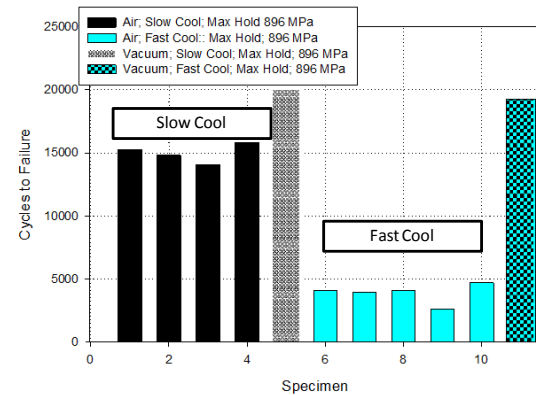 Air; Slow Cool; Max Hold 896 MPa
Air; Fast Cool:: Max Hold; 896 MPa
Vacuum; Slow Cool; Max Hold; 896 MPa
Vacuum; Fast Cool; Max Hold; 896 MPa
25000
20000
15000
10000
5000
0
Cycles to Failure
Slow Cool
Fast Cool
0 2 4 6 8 10
Specimen